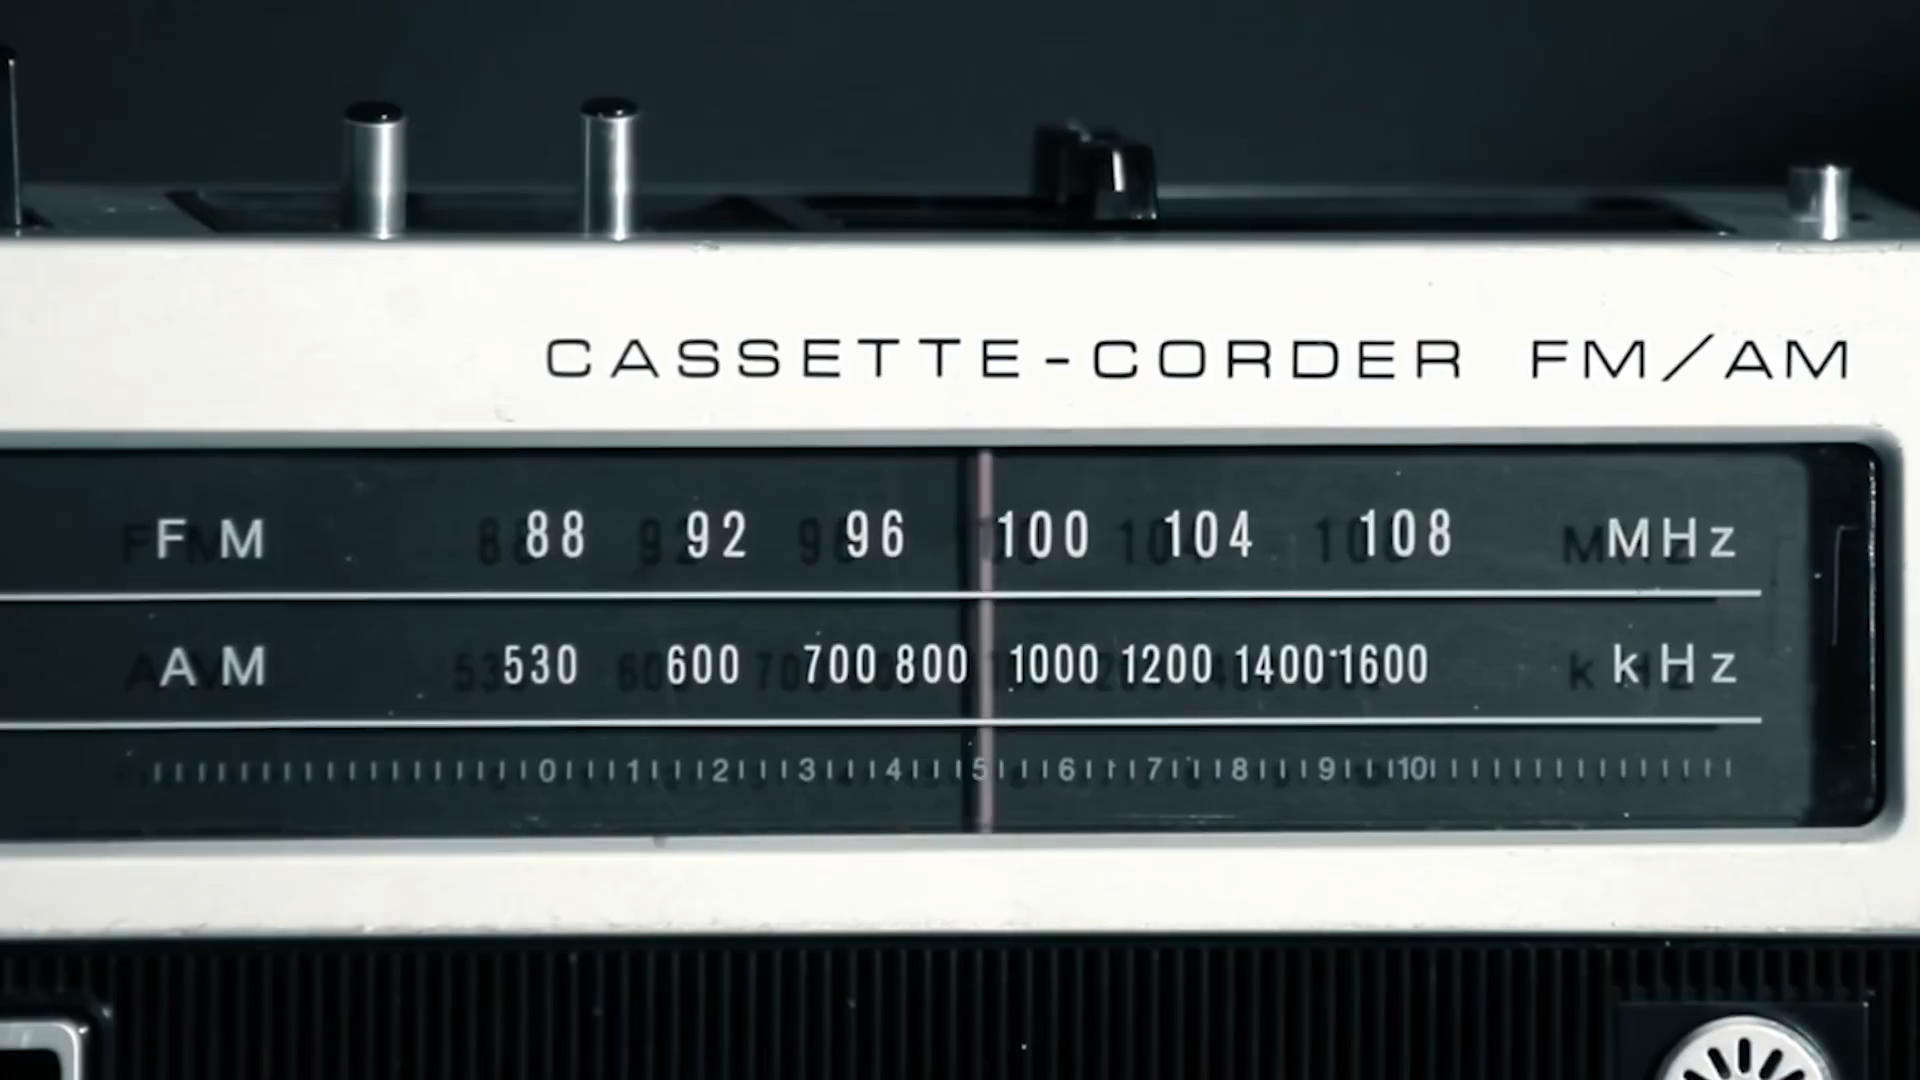 CASSETTE-CORDER FM/AM
FM 88 92 96 100 104 108 MHz
AM 530 600 700 800 1000 1200 1400 1600 kHz
0 1 2 3 4 5 6 7 8 9 10